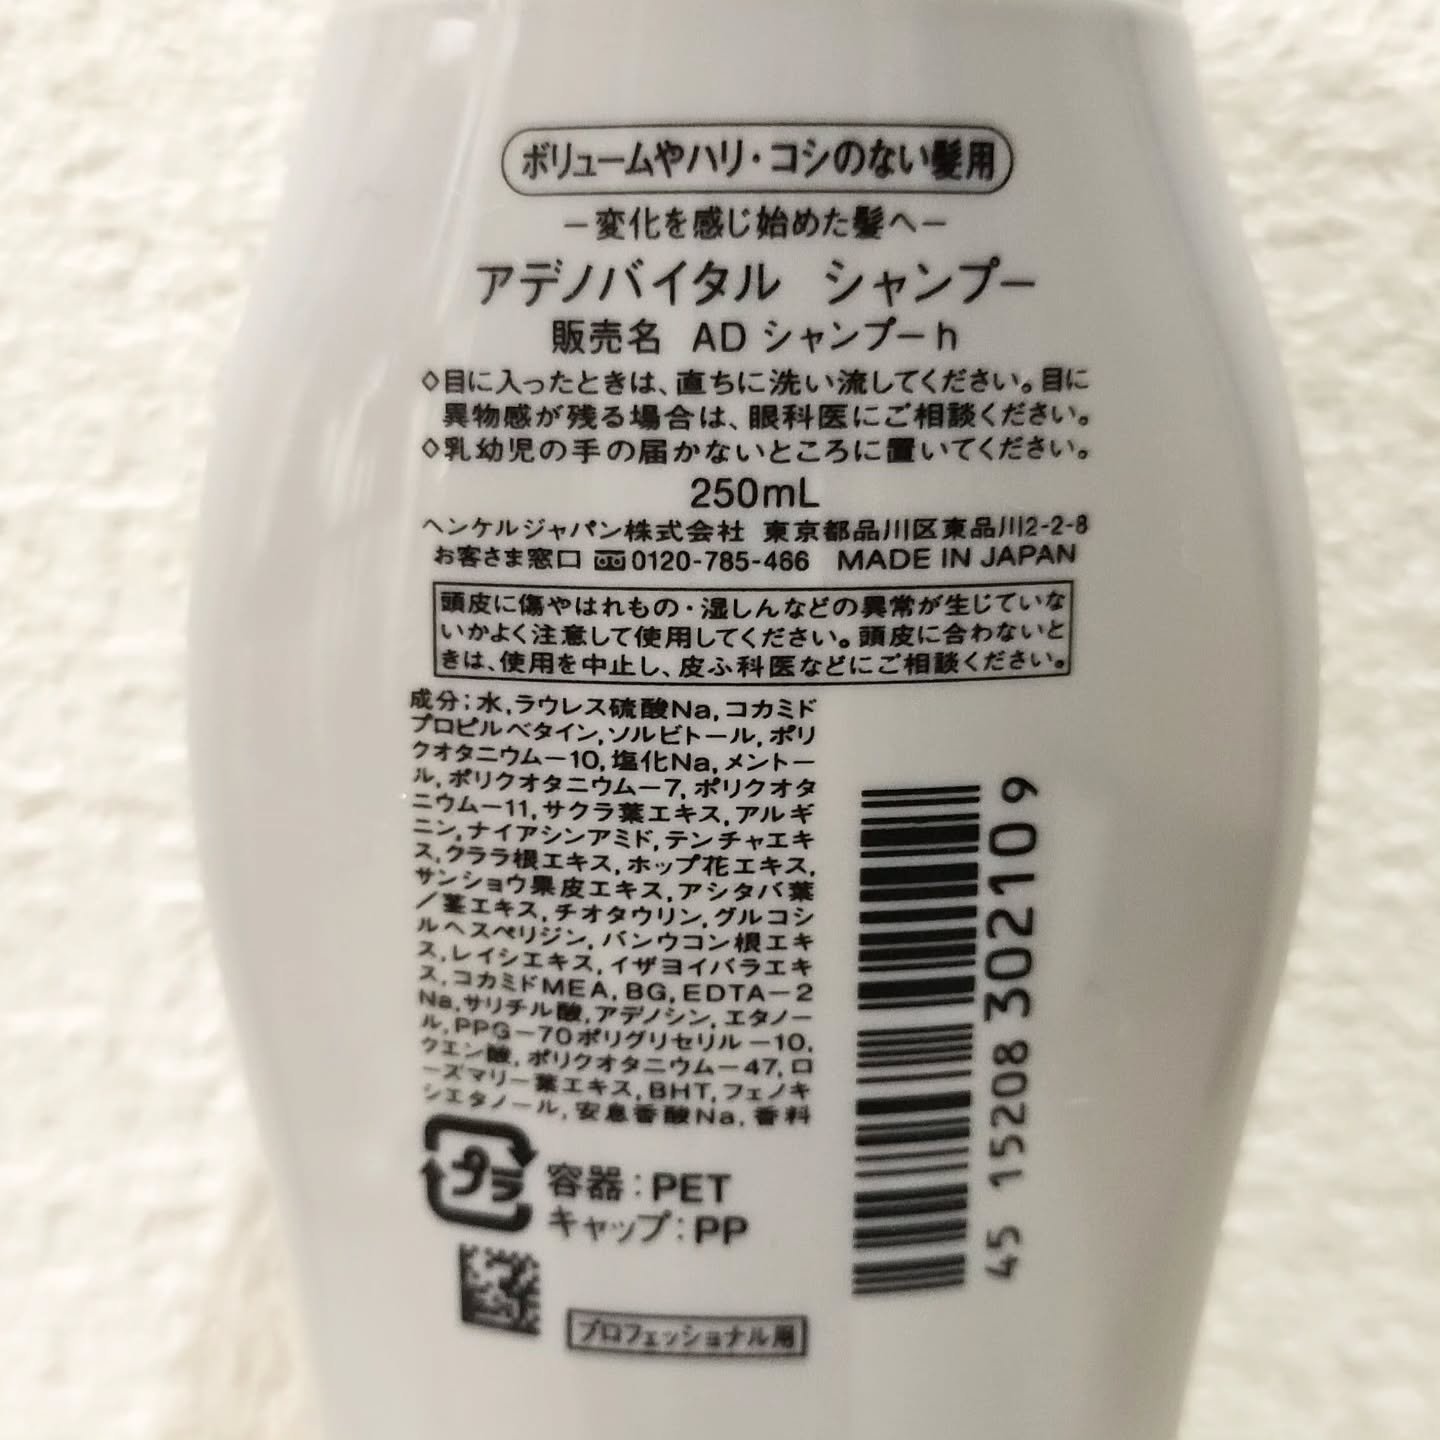 ボリュームやハリ・コシのない髪用
−変化を感じ始めた髪へ−
アデノバイタル シャンプー
販売名 AD シャンプーh
◇目に入ったときは、直ちに洗い流してください。目に
異物感が残る場合は、眼科医にご相談ください。
◇乳幼児の手の届かないところに置いてください。
250mL
ヘンケルジャパン株式会社 東京都品川区東品川2-2-8
お客さま窓口 0120-785-466 MADE IN JAPAN
頭皮に傷やはれもの・湿しんなどの異常が生じていな
いかよく注意して使用してください。頭皮に合わないと
きは、使用を中止し、皮ふ科医などにご相談ください。
成分;水,ラウレス硫酸Na,コカミド
プロピルベタイン,ソルビトール,ポリ
クオタニウム−10,塩化Na,メントー
ル,ポリクオタニウム−7,ポリクオタ
ニウム−11,サクラ葉エキス,アルギ
ニン,ナイアシンアミド,テンチャエキ
ス,クララ根エキス,ホップ花エキス,
サンショウ果皮エキス,アシタバ葉
/茎エキス,チオタウリン,グルコシ
ルヘスペリジン,バンウコン根エキ
ス,レイシエキス,イザヨイバラエキ
ス,コカミドMEA,BG,EDTA−2
Na,サリチル酸,アデノシン,エタノー
ル,PPG−70ポリグリセリル−10,
クエン酸,ポリクオタニウム−47,ロ
ーズマリー葉エキス,BHT,フェノキ
シエタノール,安息香酸Na,香料
プラ
容器:PET
キャップ:PP
プロフェッショナル用
45 15208 302109